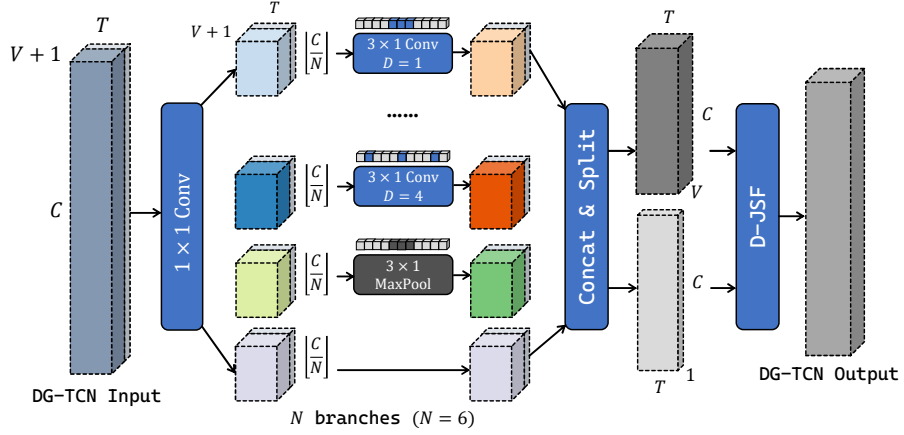 T
V + 1
C
DG-TCN Input
1 × 1 Conv
T
V + 1
⌊C/N⌋
3 × 1 Conv
D = 1
......
⌊C/N⌋
3 × 1 Conv
D = 4
⌊C/N⌋
3 × 1
MaxPool
⌊C/N⌋
N branches (N = 6)
Concat & Split
T
C
V
C
T
1
D-JSF
DG-TCN Output